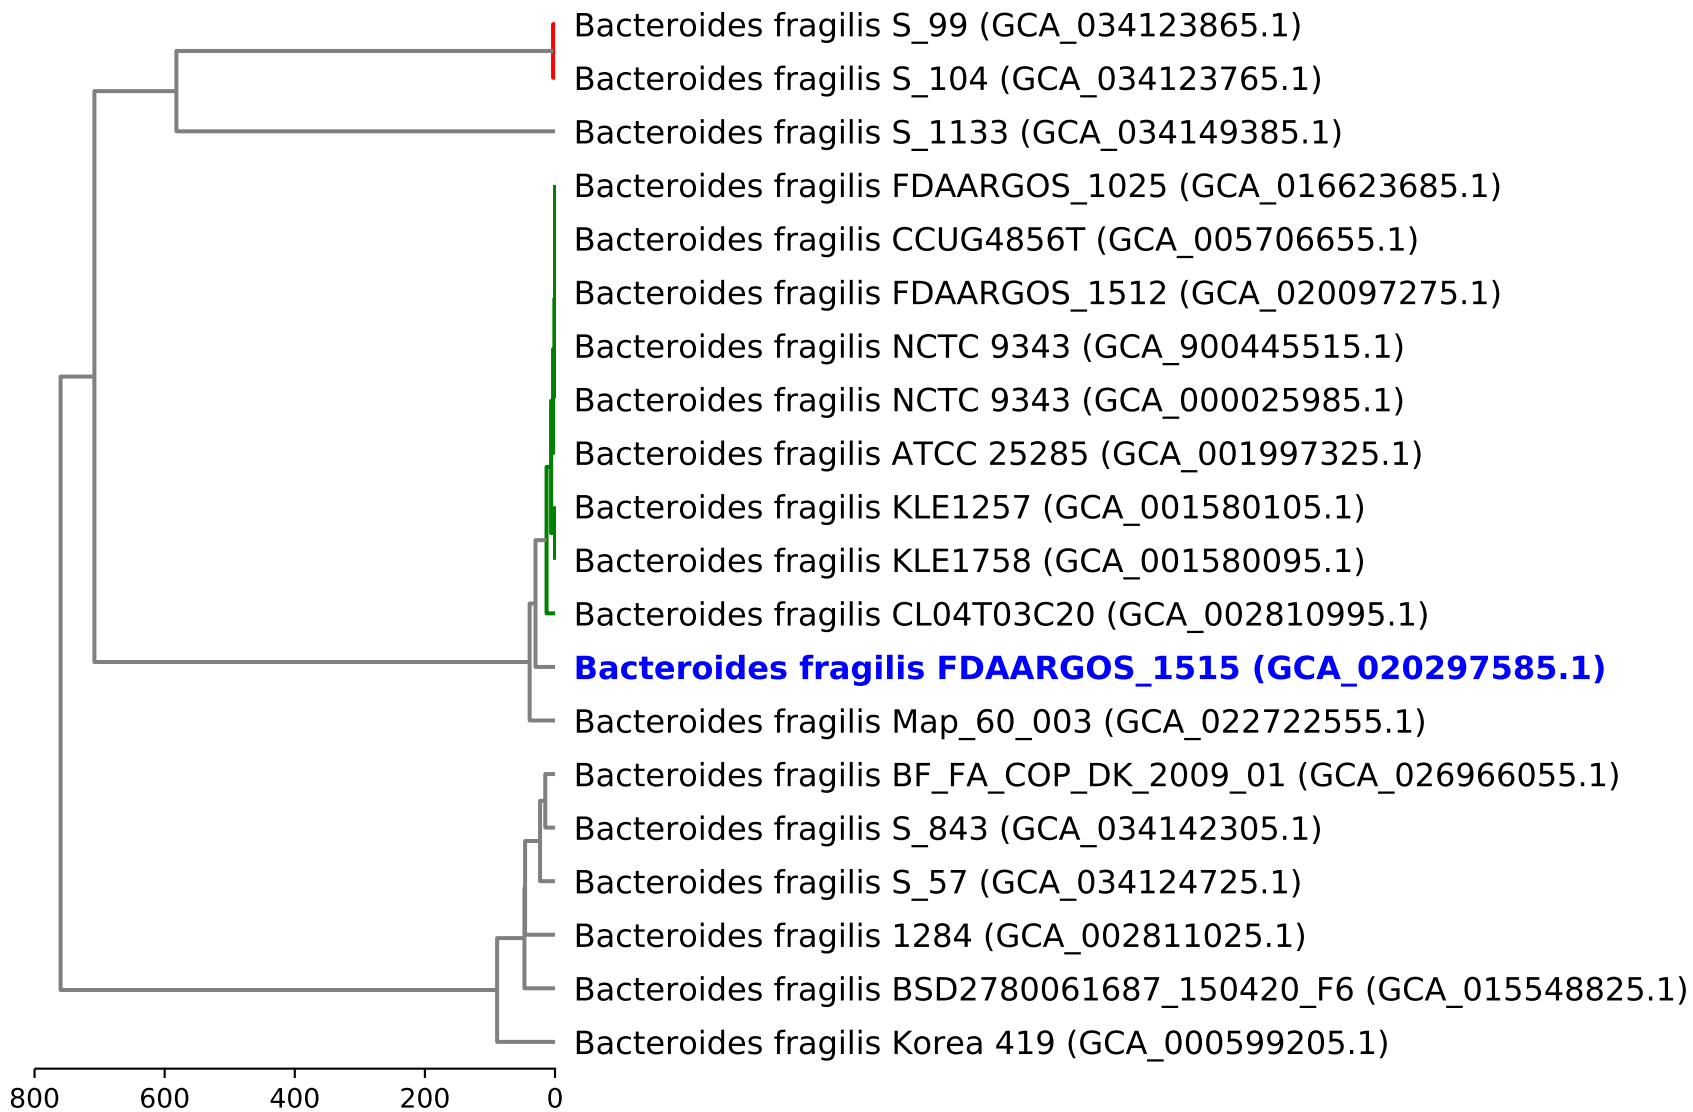 Bacteroides fragilis S_99 (GCA_034123865.1)
Bacteroides fragilis S_104 (GCA_034123765.1)
Bacteroides fragilis S_1133 (GCA_034149385.1)
Bacteroides fragilis FDAARGOS_1025 (GCA_016623685.1)
Bacteroides fragilis CCUG4856T (GCA_005706655.1)
Bacteroides fragilis FDAARGOS_1512 (GCA_020097275.1)
Bacteroides fragilis NCTC 9343 (GCA_900445515.1)
Bacteroides fragilis NCTC 9343 (GCA_000025985.1)
Bacteroides fragilis ATCC 25285 (GCA_001997325.1)
Bacteroides fragilis KLE1257 (GCA_001580105.1)
Bacteroides fragilis KLE1758 (GCA_001580095.1)
Bacteroides fragilis CL04T03C20 (GCA_002810995.1)
Bacteroides fragilis FDAARGOS_1515 (GCA_020297585.1)
Bacteroides fragilis Map_60_003 (GCA_022722555.1)
Bacteroides fragilis BF_FA_COP_DK_2009_01 (GCA_026966055.1)
Bacteroides fragilis S_843 (GCA_034142305.1)
Bacteroides fragilis S_57 (GCA_034124725.1)
Bacteroides fragilis 1284 (GCA_002811025.1)
Bacteroides fragilis BSD2780061687_150420_F6 (GCA_015548825.1)
Bacteroides fragilis Korea 419 (GCA_000599205.1)
800 600 400 200 0